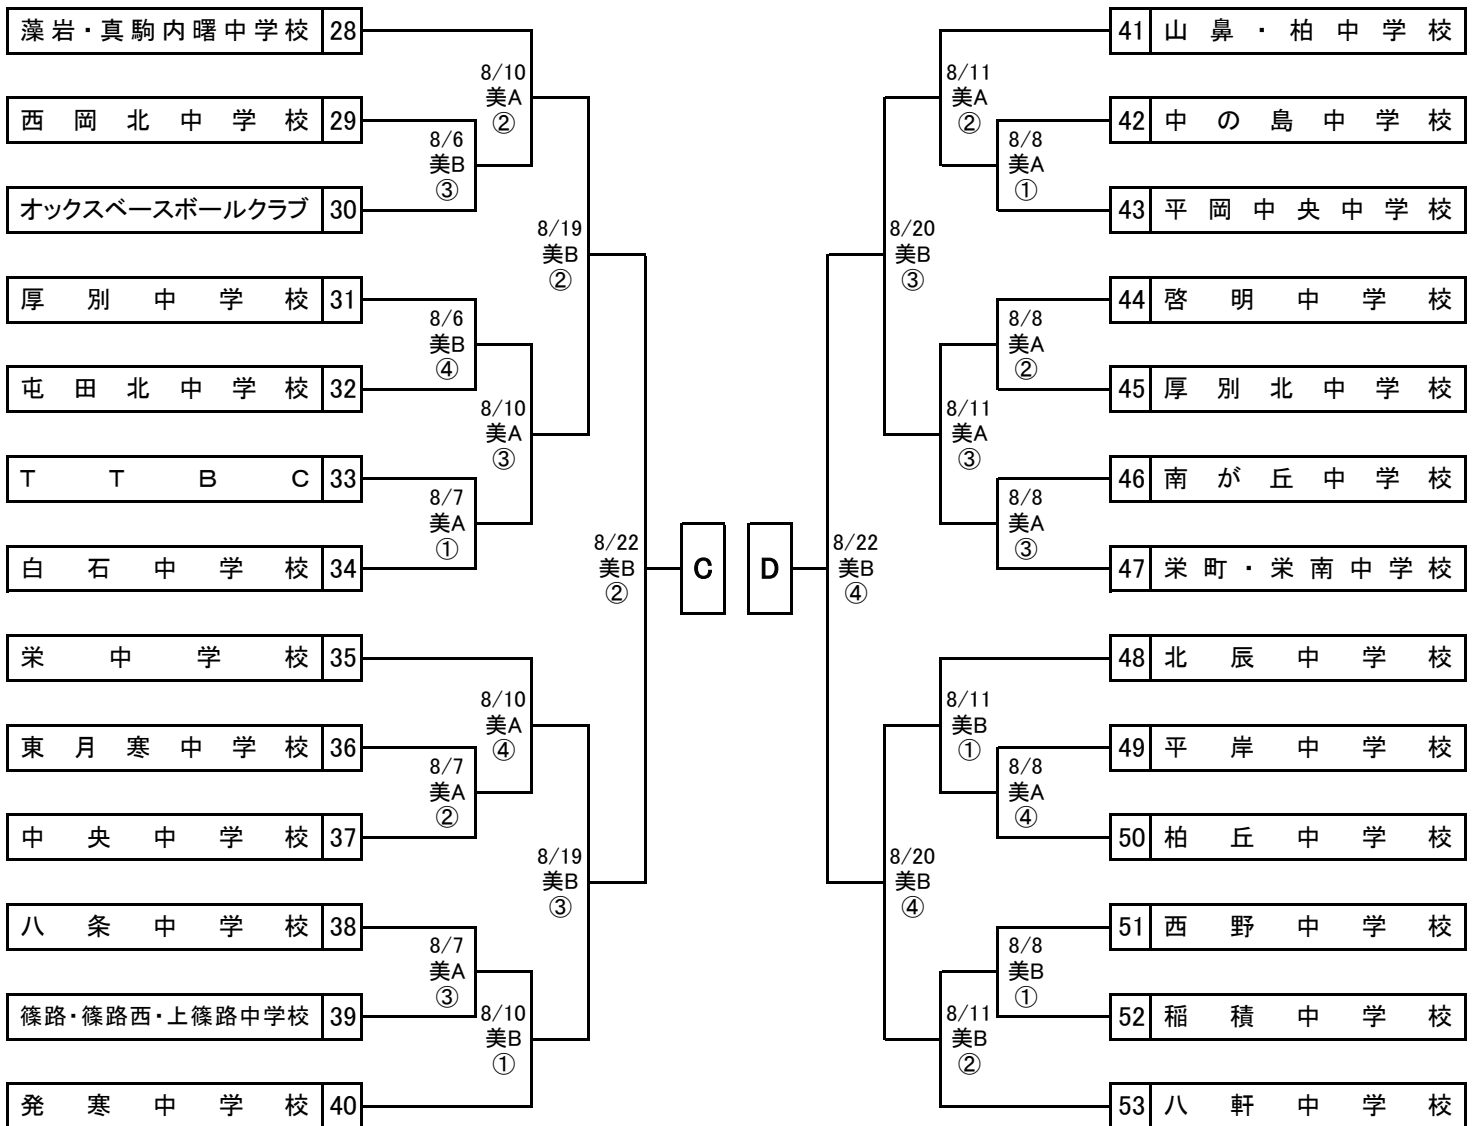 藻岩・真駒内曙中学校 28
8/10
美A
②
西岡北中学校 29
8/6
美B
③
オックスベースボールクラブ 30
8/19
美B
②
厚別中学校 31
8/6
美B
④
屯田北中学校 32
8/10
美A
③
TTBC 33
8/7
美A
①
白石中学校 34
8/22
美B
②
C
栄中学校 35
8/10
美A
④
東月寒中学校 36
8/7
美A
②
中央中学校 37
8/19
美B
③
八条中学校 38
8/7
美A
③
篠路・篠路西・上篠路中学校 39
8/10
美B
①
発寒中学校 40
41 山鼻・柏中学校
8/11
美A
②
42 中の島中学校
8/8
美A
①
43 平岡中央中学校
8/20
美B
③
44 啓明中学校
8/8
美A
②
45 厚別北中学校
8/11
美A
③
46 南が丘中学校
8/8
美A
③
47 栄町・栄南中学校
D
8/22
美B
④
48 北辰中学校
8/11
美B
①
49 平岸中学校
8/8
美A
④
50 柏丘中学校
8/20
美B
④
51 西野中学校
8/8
美B
①
52 稲積中学校
8/11
美B
②
53 八軒中学校